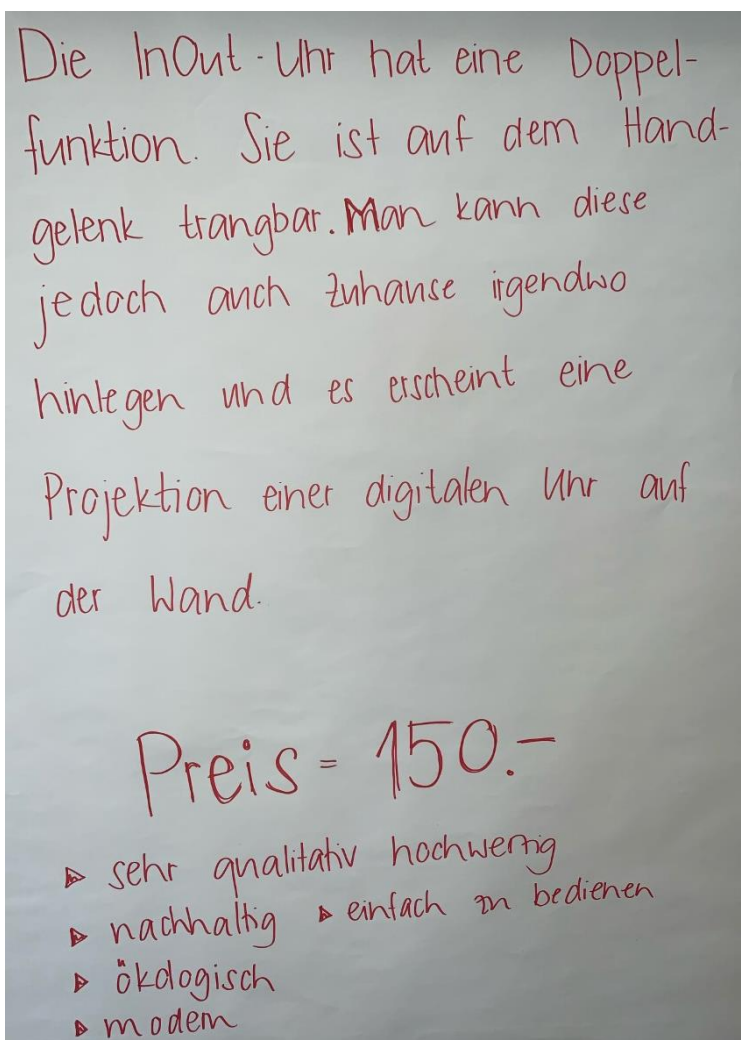 Die InOut-Uhr hat eine Doppel-
funktion. Sie ist auf dem Hand-
gelenk trangbar. Man kann diese
jedoch auch Zuhause irgendwo
hinlegen und es erscheint eine
Projektion einer digitalen Uhr auf
der Wand.
Preis = 150.-
▹ sehr qualitativ hochwertig
▹ nachhaltig ▹ einfach zu bedienen
▹ ökologisch
▹ modern